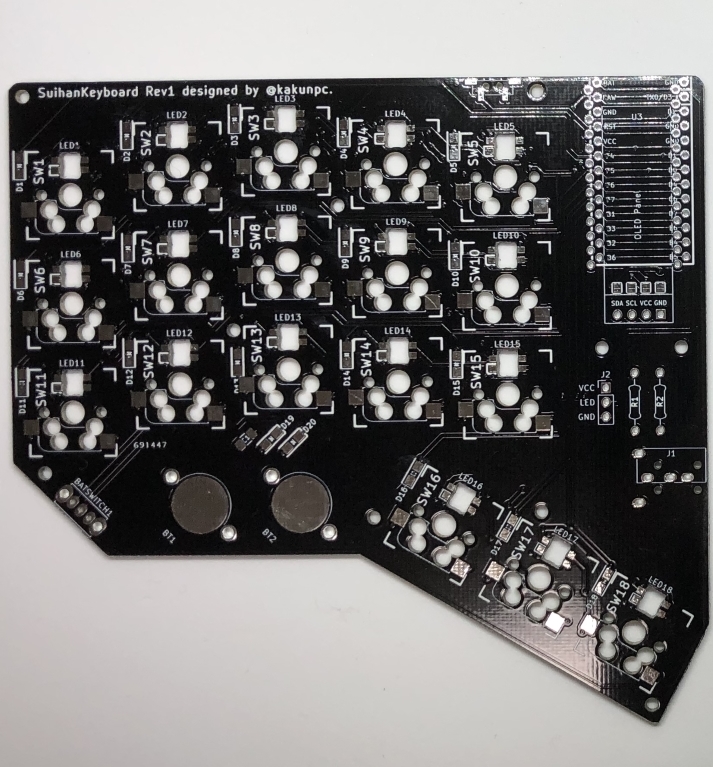 SuihanKeyboard Rev1 designed by @kakunpc.
LED3
LED2
LED4
LED5
D3
SW3
D2
SW2
D4
SW4
D5
SW5
SW1
D1
U3
GND
RST
VCC
OLED Panel
LED6
LED7
LED8
LED9
LED10
D6
SW6
D7
SW7
D8
SW8
D9
SW9
D10
SW10
SDA SCL VCC GND
LED11
LED12
LED13
LED14
LED15
D11
SW11
D12
SW12
SW13
D14
SW14
D15
SW15
J2
VCC
LED
GND
R1
R2
D19
D20
691447
J1
BATSWITCH1
BT1
BT2
LED16
D16
SW16
LED17
D17
SW17
LED18
SW18